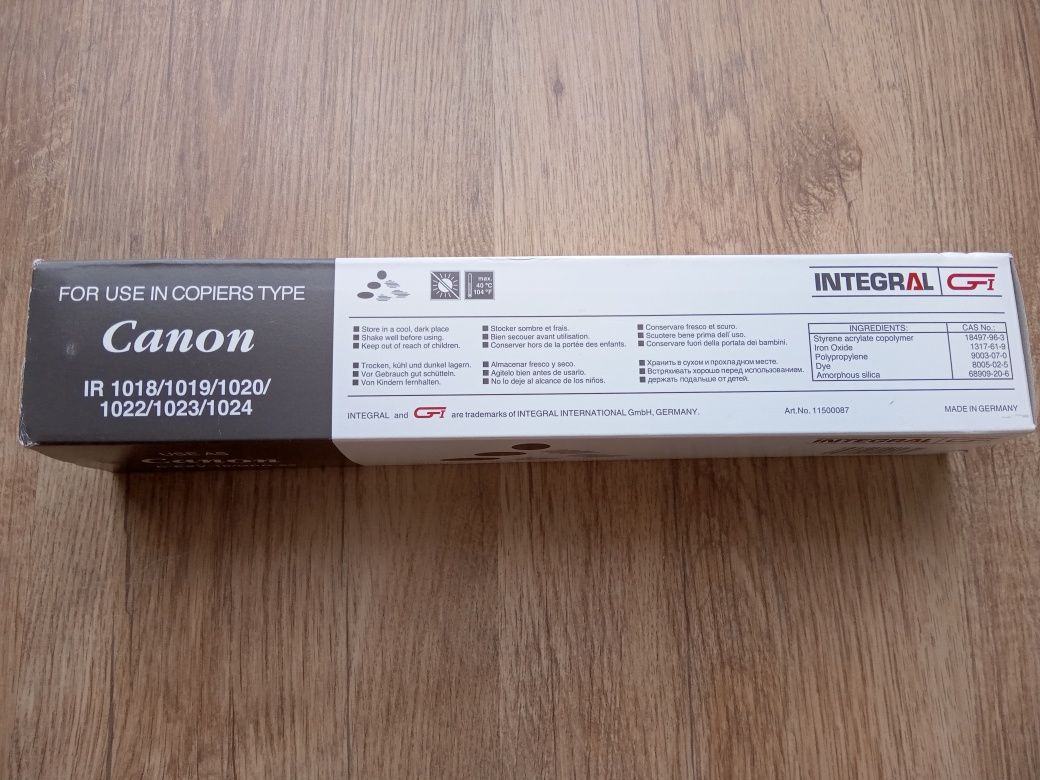 FOR USE IN COPIERS TYPE
Canon
IR 1018/1019/1020/
1022/1023/1024
max.
40 °C
104 °F
INTEGRAL GFI
Store in a cool, dark place
Shake well before using.
Keep out of reach of children.
Stocker sombre et frais.
Bien secouer avant utilisation.
Conserver hors de la portée des enfants.
Conservare fresco et scuro.
Scuotere bene prima dell'uso.
Conservare fuori della portata dei bambini.
Trocken, kühl und dunkel lagern.
Vor Gebrauch gut schütteln.
Von Kindern fernhalten.
Almacenar fresco y seco.
Agitelo bien antes de usarlo.
No lo deje al alcance de los niños.
Хранить в сухом и прохладном месте.
Встряхивать хорошо перед использованием.
держать подальше от детей.
INGREDIENTS: CAS No.:
Styrene acrylate copolymer 18497-96-3
Iron Oxide 1317-61-9
Polypropylene 9003-07-0
Dye 8005-02-5
Amorphous silica 68909-20-6
INTEGRAL and GFI are trademarks of INTEGRAL INTERNATIONAL GmbH, GERMANY.
Art.No. 11500087
MADE IN GERMANY
USE AS
Canon
INTEGRAL GFI